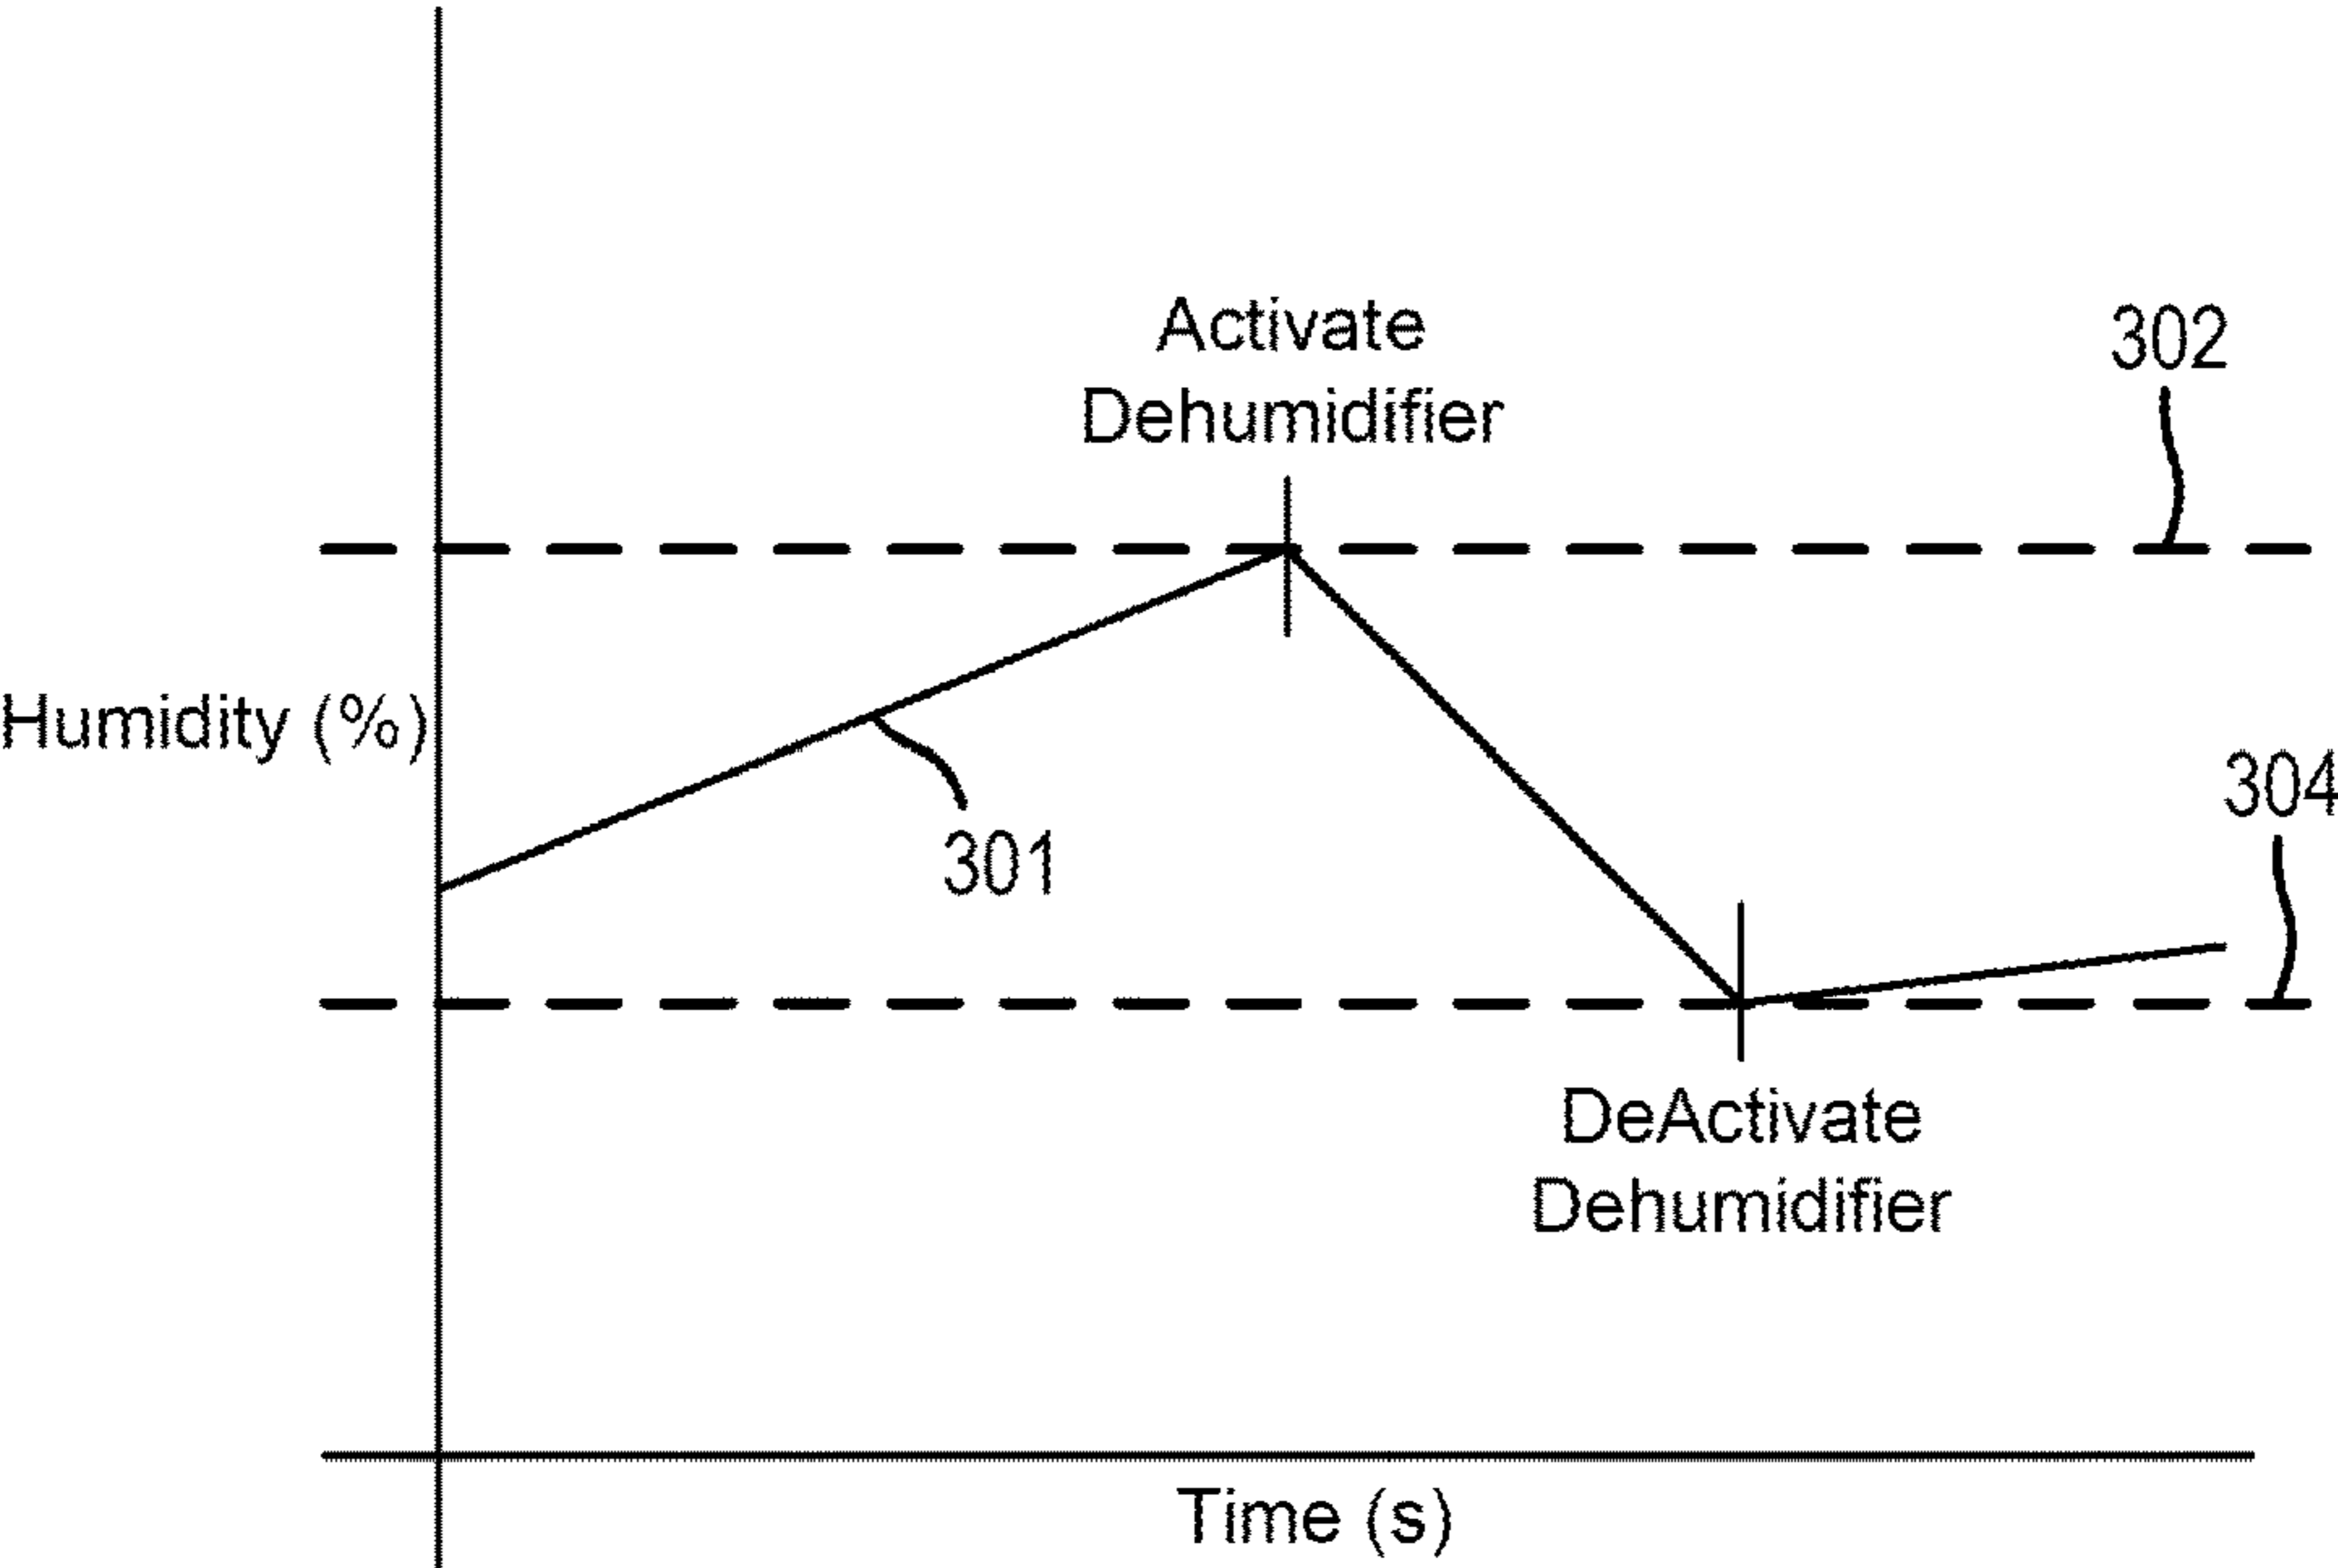 Activate
Dehumidifier
302
Humidity (%)
301
304
DeActivate
Dehumidifier
Time (s)